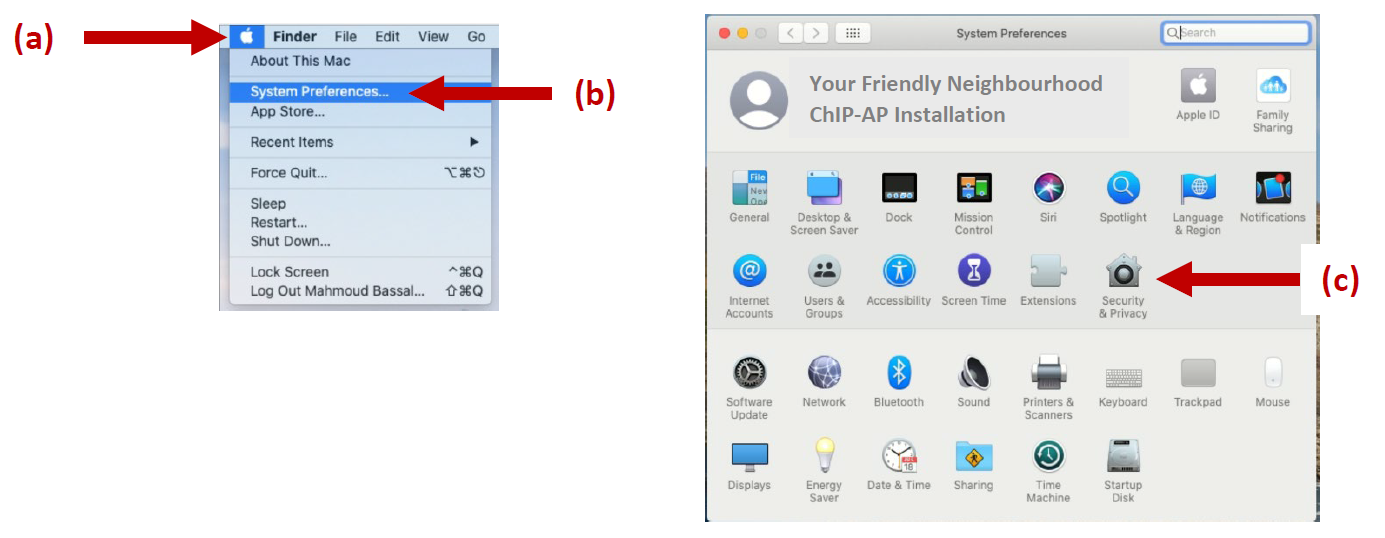 (a)
Finder File Edit View Go
About This Mac
System Preferences...
(b)
App Store...
Recent Items
Force Quit... ⌥⌘⎋
Sleep
Restart...
Shut Down...
Lock Screen ^⌘Q
Log Out Mahmoud Bassal... ⇧⌘Q
System Preferences
Search
Your Friendly Neighbourhood
ChIP-AP Installation
Apple ID
Family
Sharing
File
New
General
Desktop &
Screen Saver
Dock
Mission
Control
Siri
Spotlight
Language
& Region
Notifications
@
Internet
Accounts
Users &
Groups
Accessibility
Screen Time
Extensions
Security
& Privacy
(c)
Software
Update
Network
Bluetooth
Sound
Printers &
Scanners
Keyboard
Trackpad
Mouse
Displays
Energy
Saver
18
Date & Time
Sharing
Time
Machine
Startup
Disk